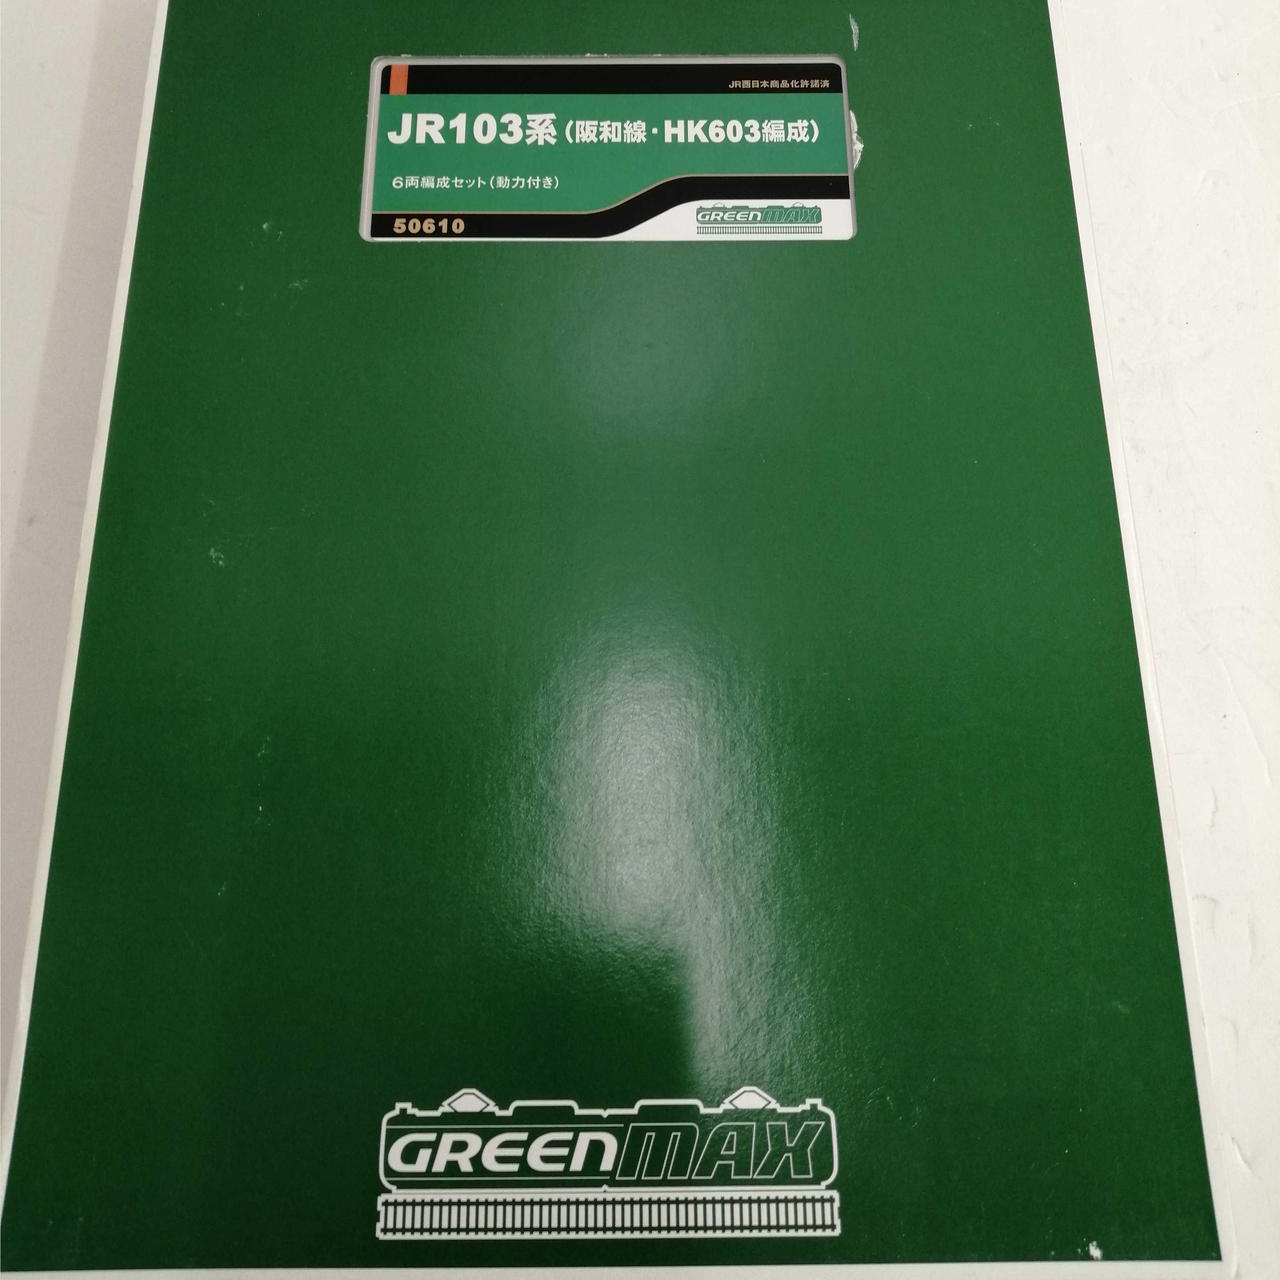 JR西日本商品化許諾済
JR103系(阪和線・HK603編成)
6両編成セット(動力付き)
50610
GREENMAX
GREENMAX